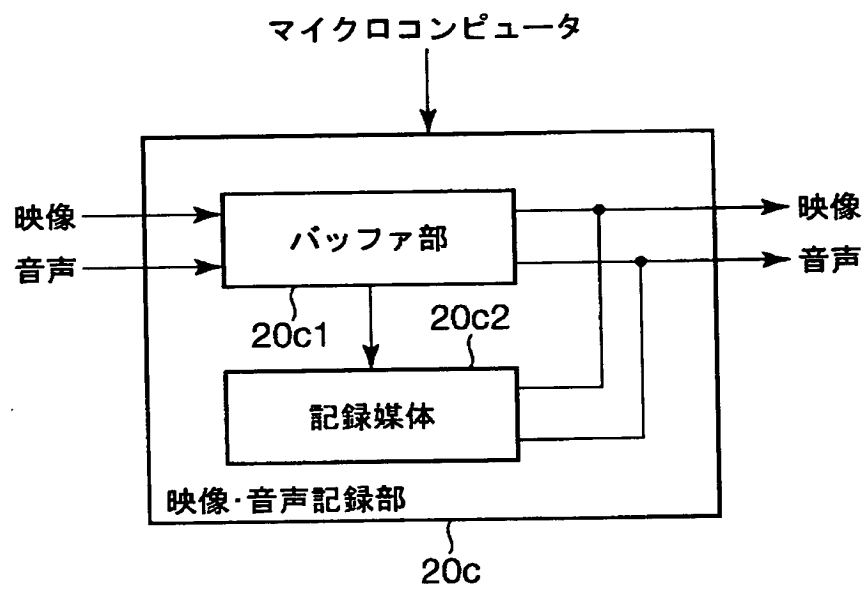 マイクロコンピュータ
映像
バッファ部
映像
音声
音声
20c1
20c2
記録媒体
映像・音声記録部
20c